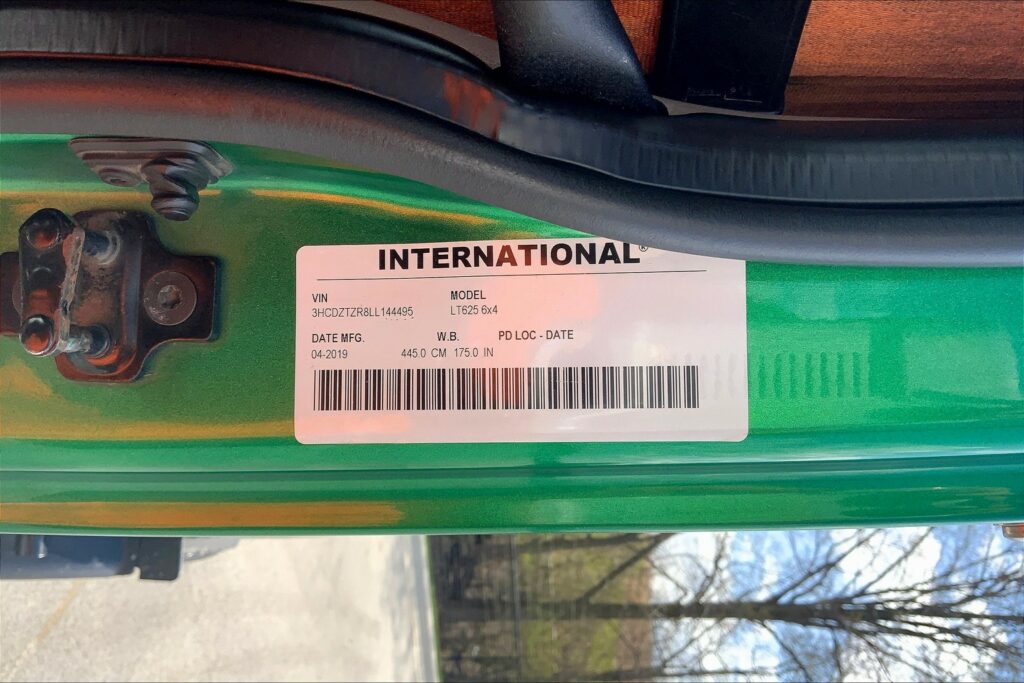 INTERNATIONAL®
VIN MODEL
3HCDZTZR8LL144495 LT625 6x4
DATE MFG. W.B. PD LOC - DATE
04-2019 445.0 CM 175.0 IN